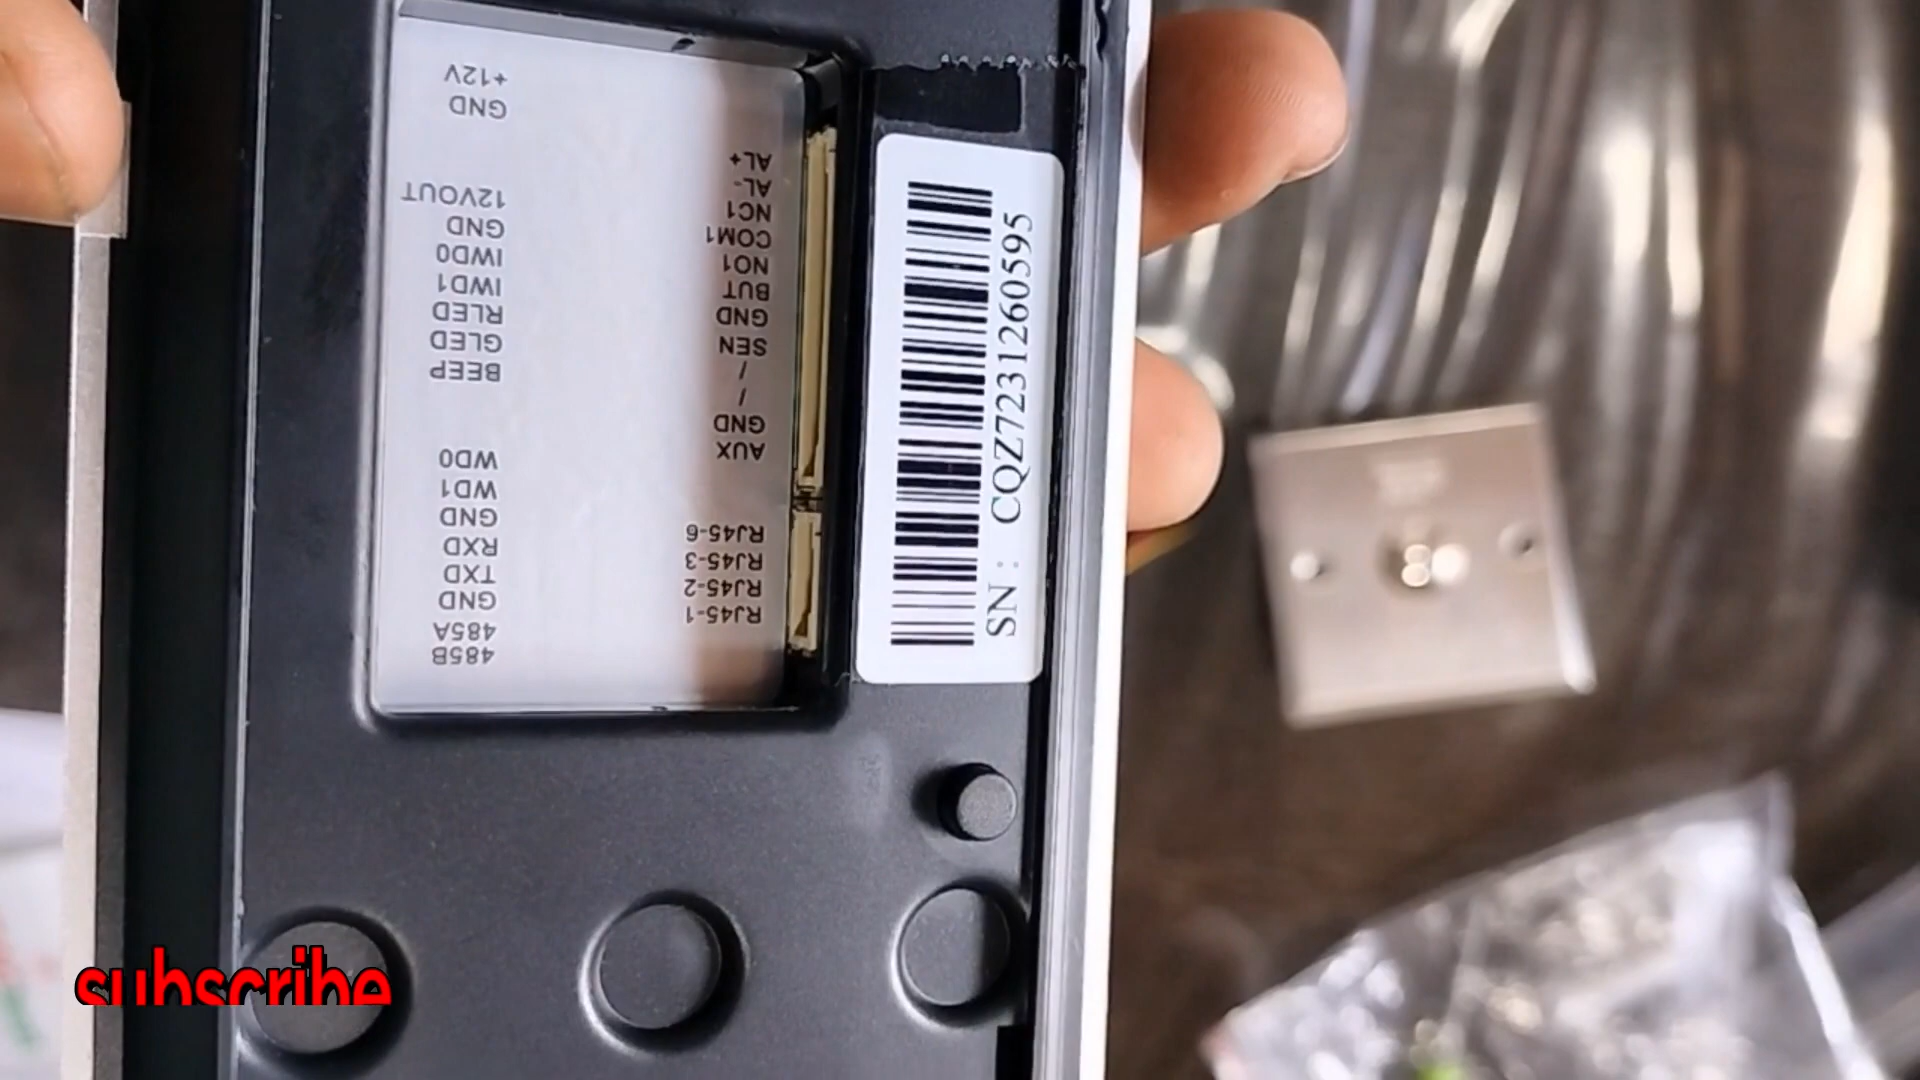 RJ45-1
RJ45-2
RJ45-3
RJ45-6
AUX
GND
/
/
SEN
GND
BUT
NO1
COM1
NC1
AL-
AL+
485B
485A
GND
TXD
RXD
GND
WD1
WD0
BEEP
GLED
RLED
IWD1
IWD0
GND
12VOUT
GND
+12V
SN : CQZ7231260595
subscribe